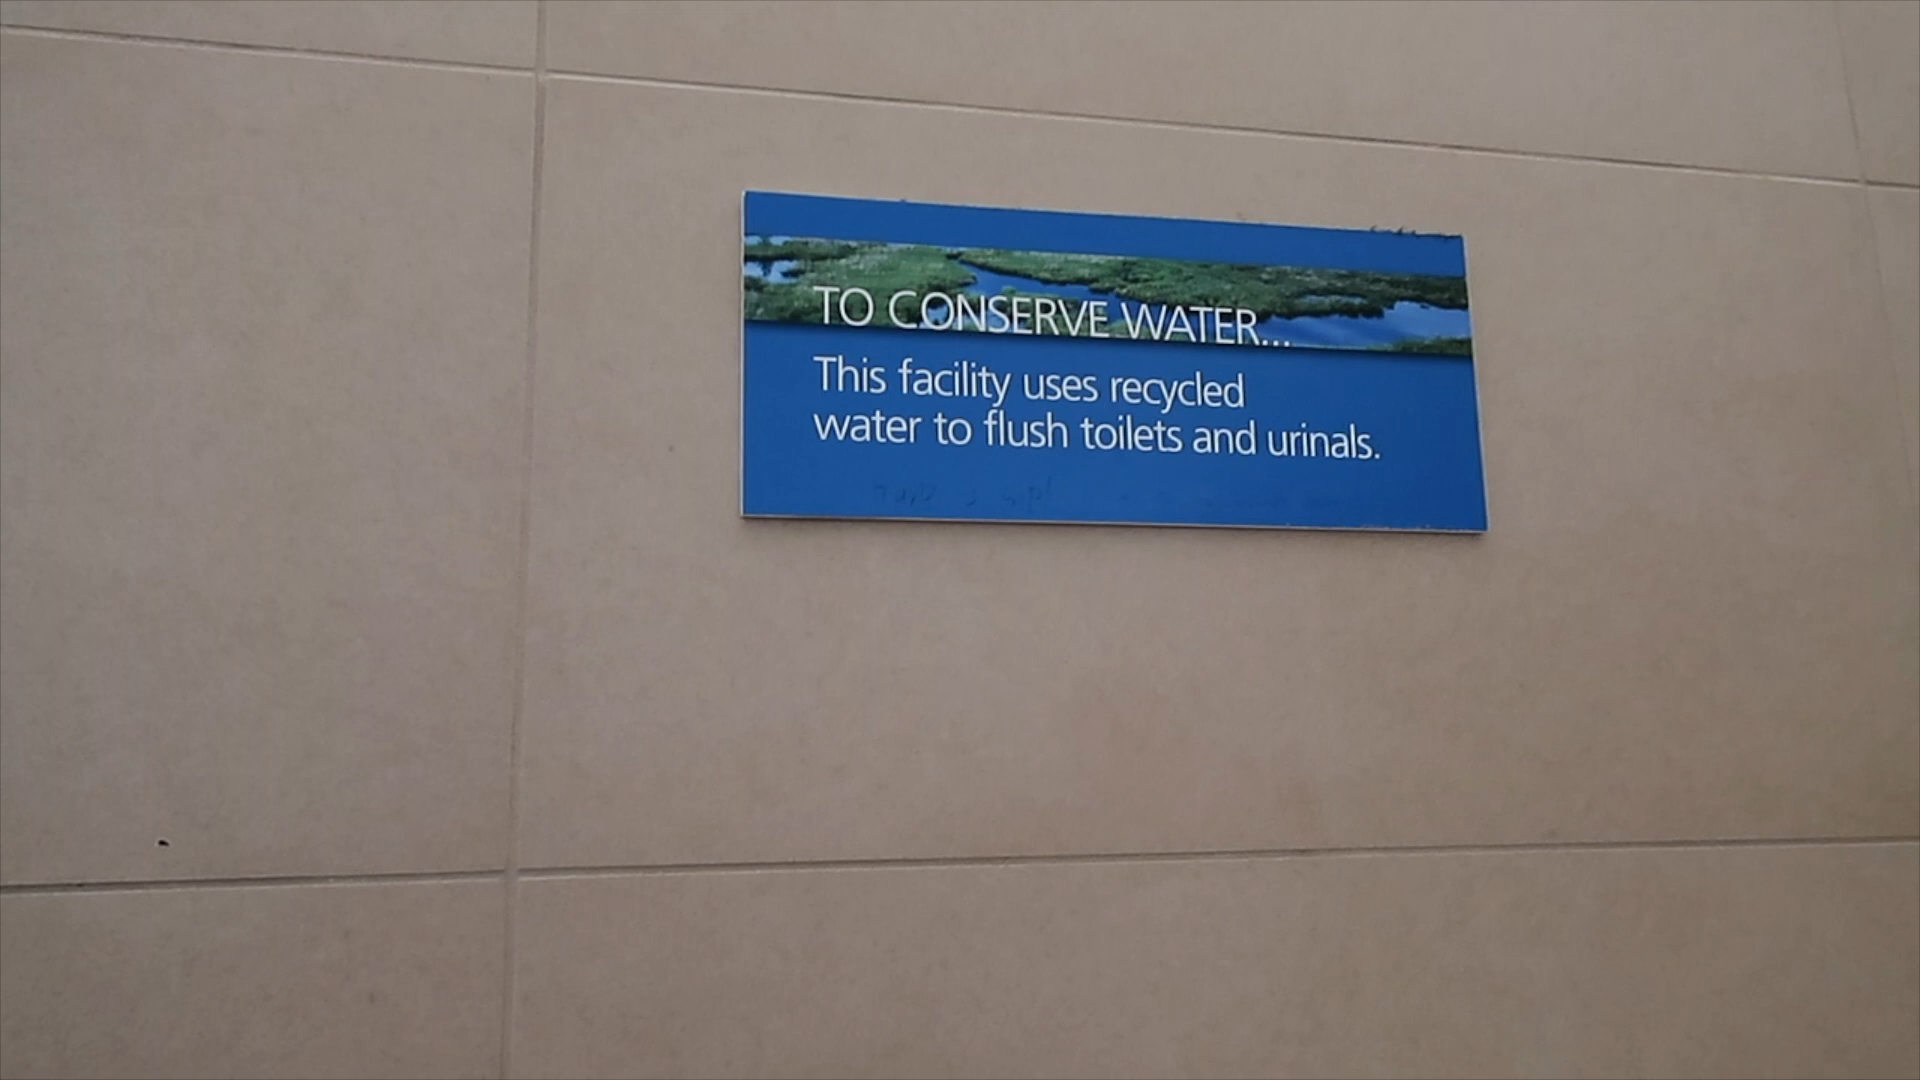 TO CONSERVE WATER...
This facility uses recycled
water to flush toilets and urinals.